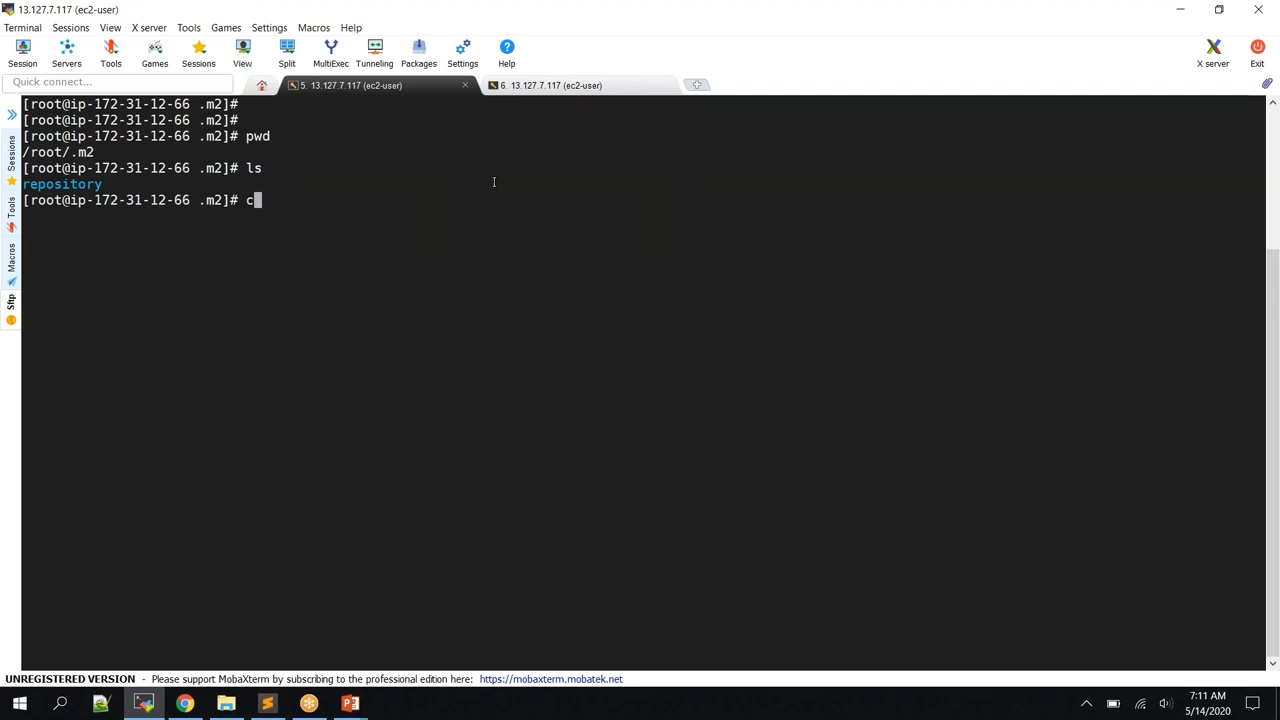 13.127.7.117 (ec2-user)
Terminal Sessions View X server Tools Games Settings Macros Help
Session Servers Tools Games Sessions View Split MultiExec Tunneling Packages Settings Help X server Exit
Quick connect...
5. 13.127.7.117 (ec2-user)
6. 13.127.7.117 (ec2-user)
Sessions
Tools
Macros
Sftp
[root@ip-172-31-12-66 .m2]#
[root@ip-172-31-12-66 .m2]#
[root@ip-172-31-12-66 .m2]# pwd
/root/.m2
[root@ip-172-31-12-66 .m2]# ls
repository
[root@ip-172-31-12-66 .m2]# c
UNREGISTERED VERSION - Please support MobaXterm by subscribing to the professional edition here: https://mobaxterm.mobatek.net
7:11 AM
5/14/2020